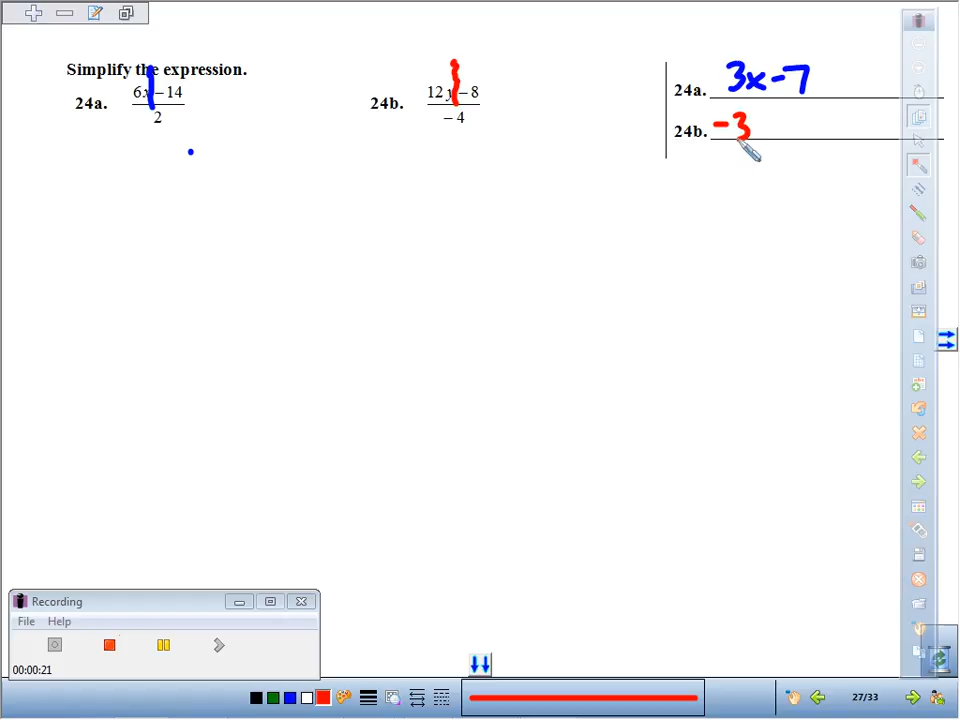 Simplify the expression.
24a. 6x – 14
2
24b. 12 y – 8
– 4
24a. 3x - 7
24b. -3
Recording
File Help
00:00:21
27/33